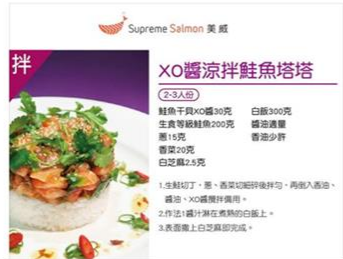 Supreme Salmon 美威
拌
XO醬涼拌鮭魚塔塔
2-3人份
鮭魚干貝XO醬30克 白飯300克
生食等級鮭魚200克 醬油適量
蔥15克 香油少許
香菜20克
白芝麻2.5克
1.生鮭切丁、蔥、香菜切細碎後拌勻，再倒入香油、
醬油、XO醬攪拌備用。
2.作法1醬汁淋在煮熟的白飯上。
3.表面撒上白芝麻即完成。